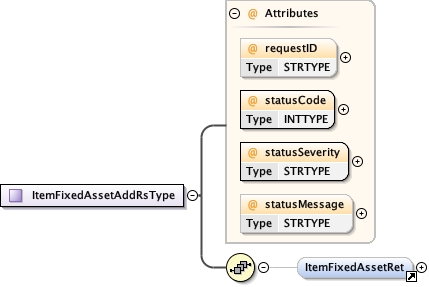 @ Attributes
@ requestID
Type STRTYPE
@ statusCode
Type INTTYPE
@ statusSeverity
Type STRTYPE
@ statusMessage
Type STRTYPE
ItemFixedAssetAddRsType
ItemFixedAssetRet